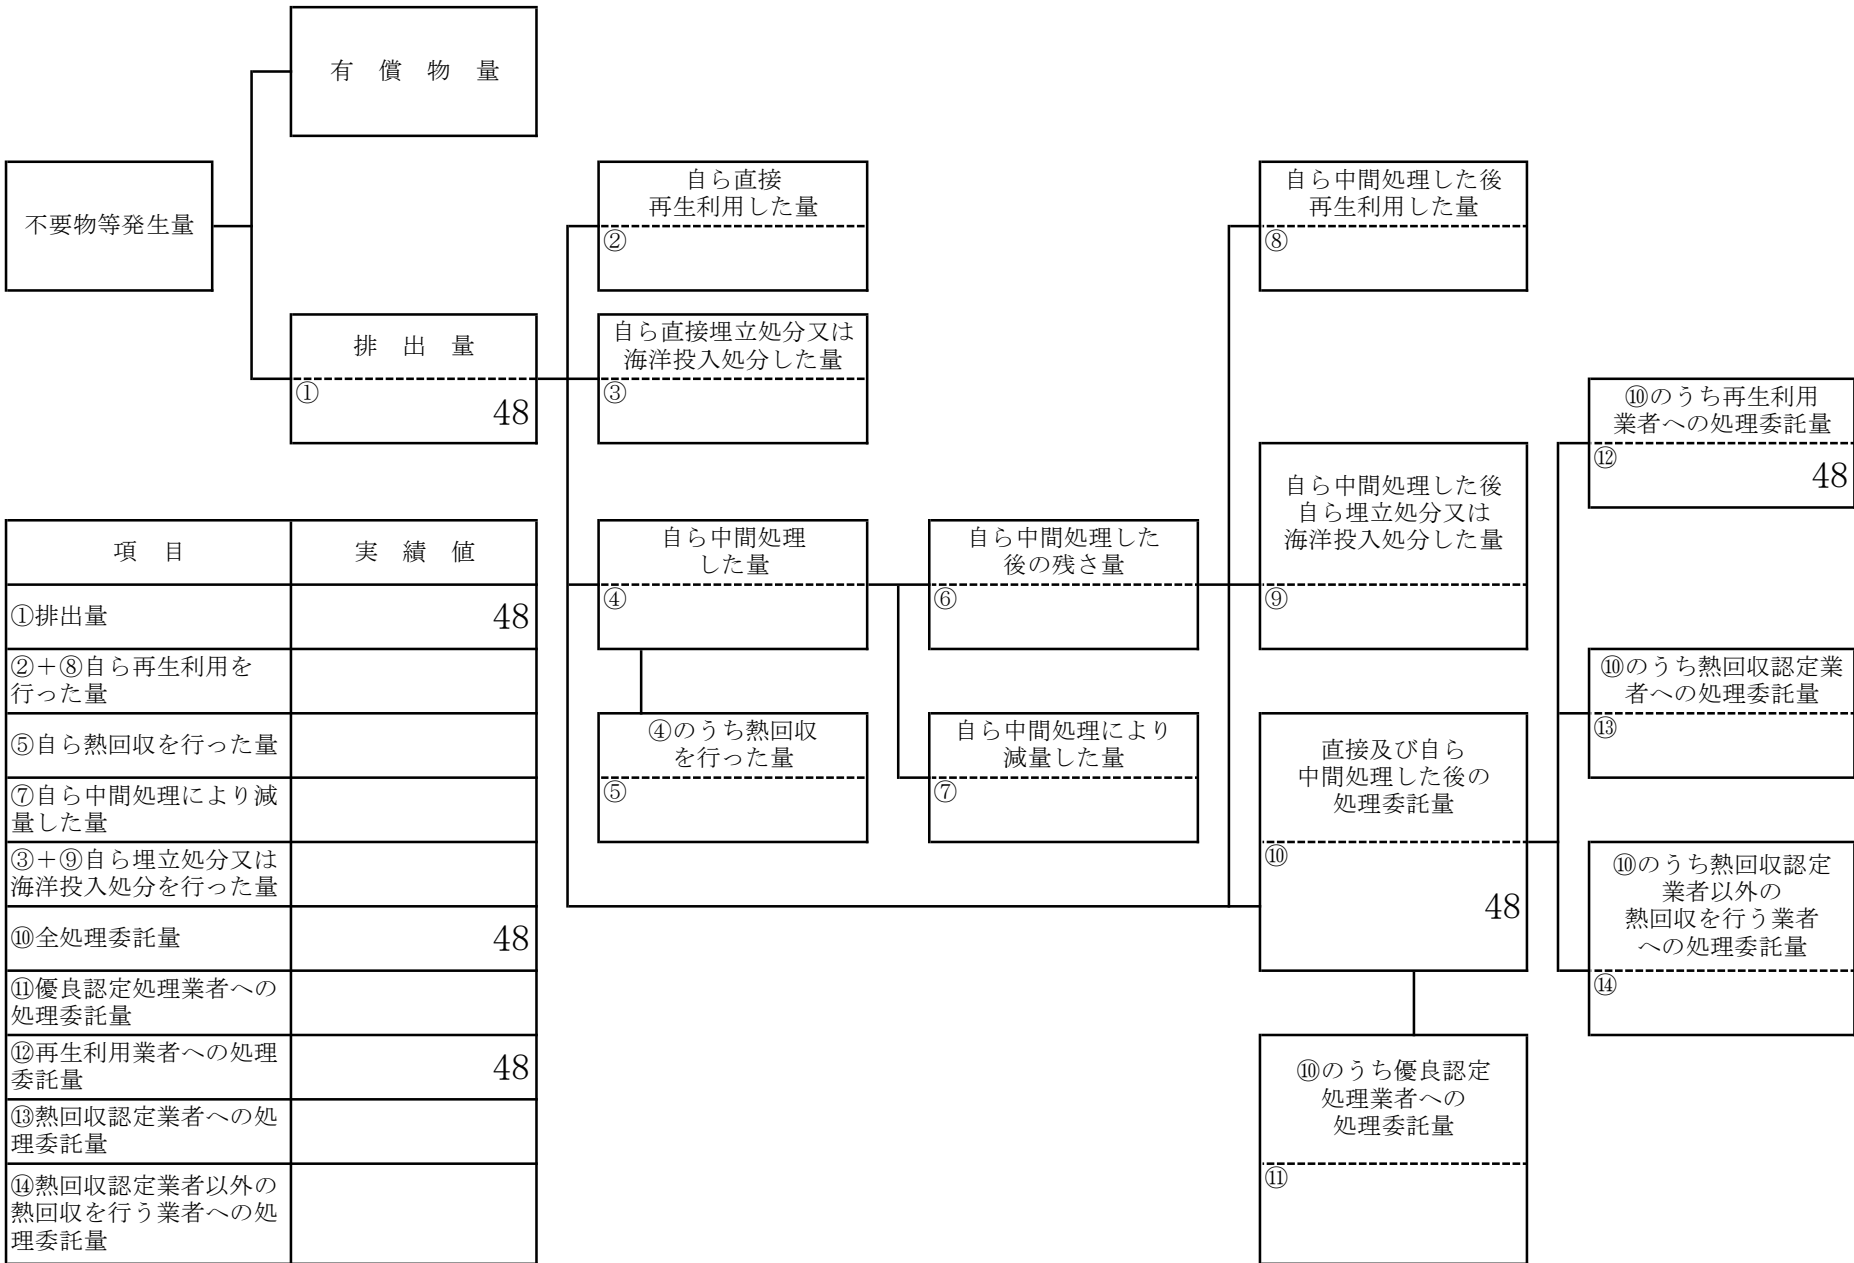 有 償 物 量
不要物等発生量
排 出 量
①
48
自ら直接
再生利用した量
②
自ら直接埋立処分又は
海洋投入処分した量
③
自ら中間処理
した量
④
④のうち熱回収
を行った量
⑤
自ら中間処理した
後の残さ量
⑥
自ら中間処理により
減量した量
⑦
自ら中間処理した後
再生利用した量
⑧
自ら中間処理した後
自ら埋立処分又は
海洋投入処分した量
⑨
直接及び自ら
中間処理した後の
処理委託量
⑩
48
⑩のうち優良認定
処理業者への
処理委託量
⑪
⑩のうち再生利用
業者への処理委託量
⑫
48
⑩のうち熱回収認定業
者への処理委託量
⑬
⑩のうち熱回収認定
業者以外の
熱回収を行う業者
への処理委託量
⑭
項 目
実 績 値
①排出量
48
②+⑧自ら再生利用を
行った量
⑤自ら熱回収を行った量
⑦自ら中間処理により減
量した量
③+⑨自ら埋立処分又は
海洋投入処分を行った量
⑩全処理委託量
48
⑪優良認定処理業者への
処理委託量
⑫再生利用業者への処理
委託量
48
⑬熱回収認定業者への処
理委託量
⑭熱回収認定業者以外の
熱回収を行う業者への処
理委託量